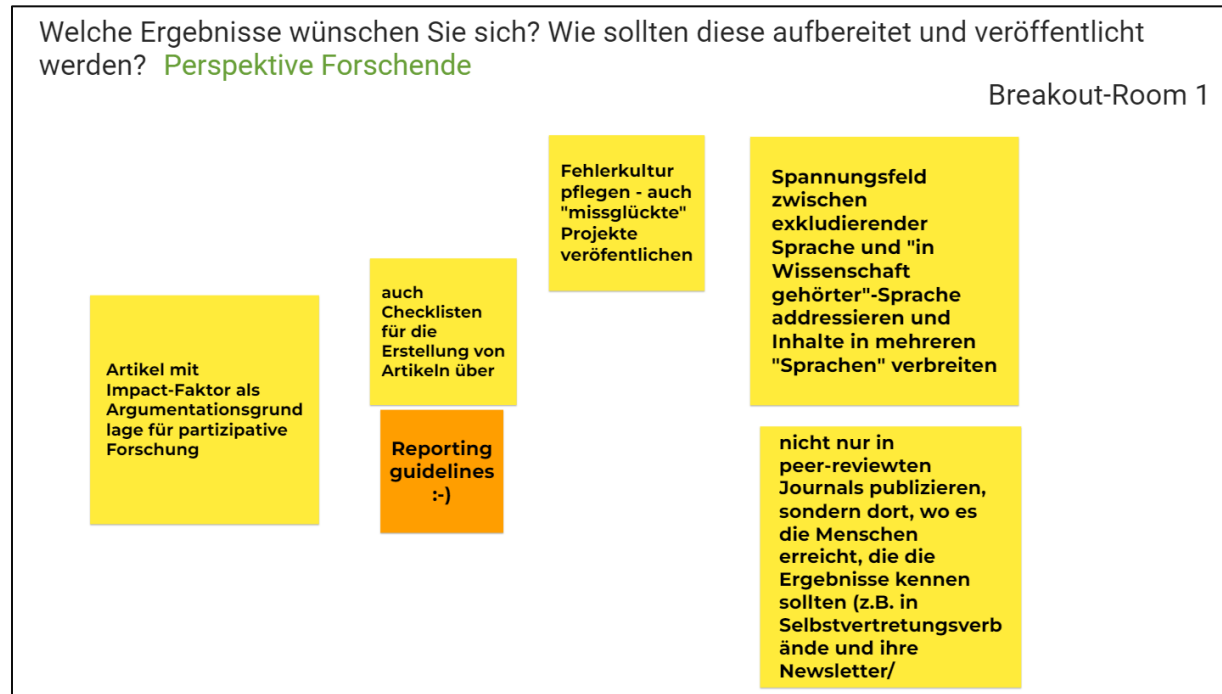 Welche Ergebnisse wünschen Sie sich? Wie sollten diese aufbereitet und veröffentlicht
werden? Perspektive Forschende
Breakout-Room 1
Artikel mit
Impact-Faktor als
Argumentationsgrund
lage für partizipative
Forschung
auch
Checklisten
für die
Erstellung von
Artikeln über
Reporting
guidelines
:-)
Fehlerkultur
pflegen - auch
"missglückte"
Projekte
veröfentlichen
Spannungsfeld
zwischen
exkludierender
Sprache und "in
Wissenschaft
gehörter"-Sprache
addressieren und
Inhalte in mehreren
"Sprachen" verbreiten
nicht nur in
peer-reviewten
Journals publizieren,
sondern dort, wo es
die Menschen
erreicht, die die
Ergebnisse kennen
sollten (z.B. in
Selbstvertretungsverb
ände und ihre
Newsletter/